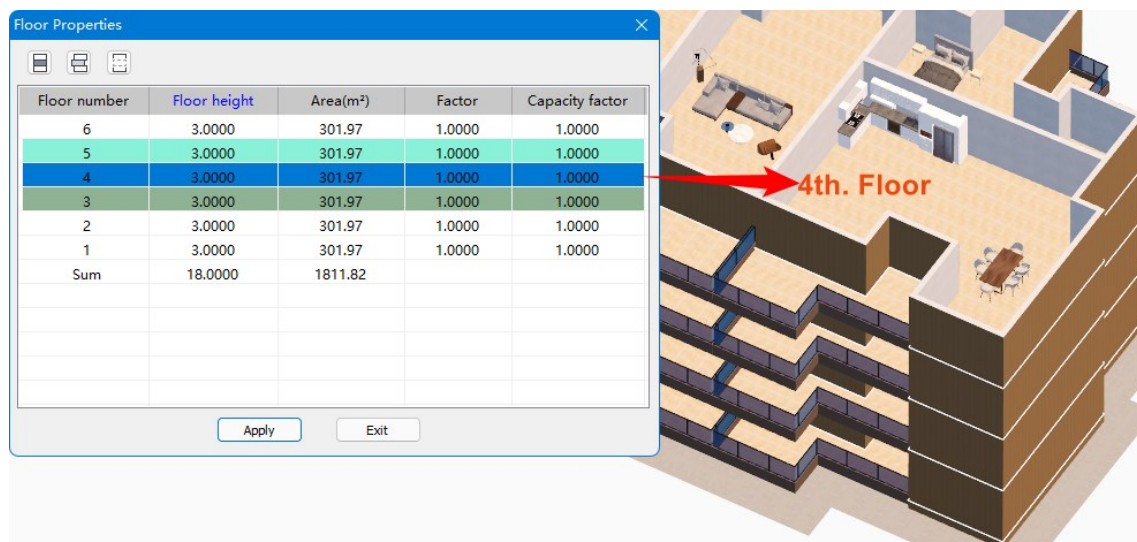 Floor Properties
Floor number Floor height Area(m²) Factor Capacity factor
6 3.0000 301.97 1.0000 1.0000
5 3.0000 301.97 1.0000 1.0000
4 3.0000 301.97 1.0000 1.0000
4th. Floor
3 3.0000 301.97 1.0000 1.0000
2 3.0000 301.97 1.0000 1.0000
1 3.0000 301.97 1.0000 1.0000
Sum 18.0000 1811.82
Apply Exit